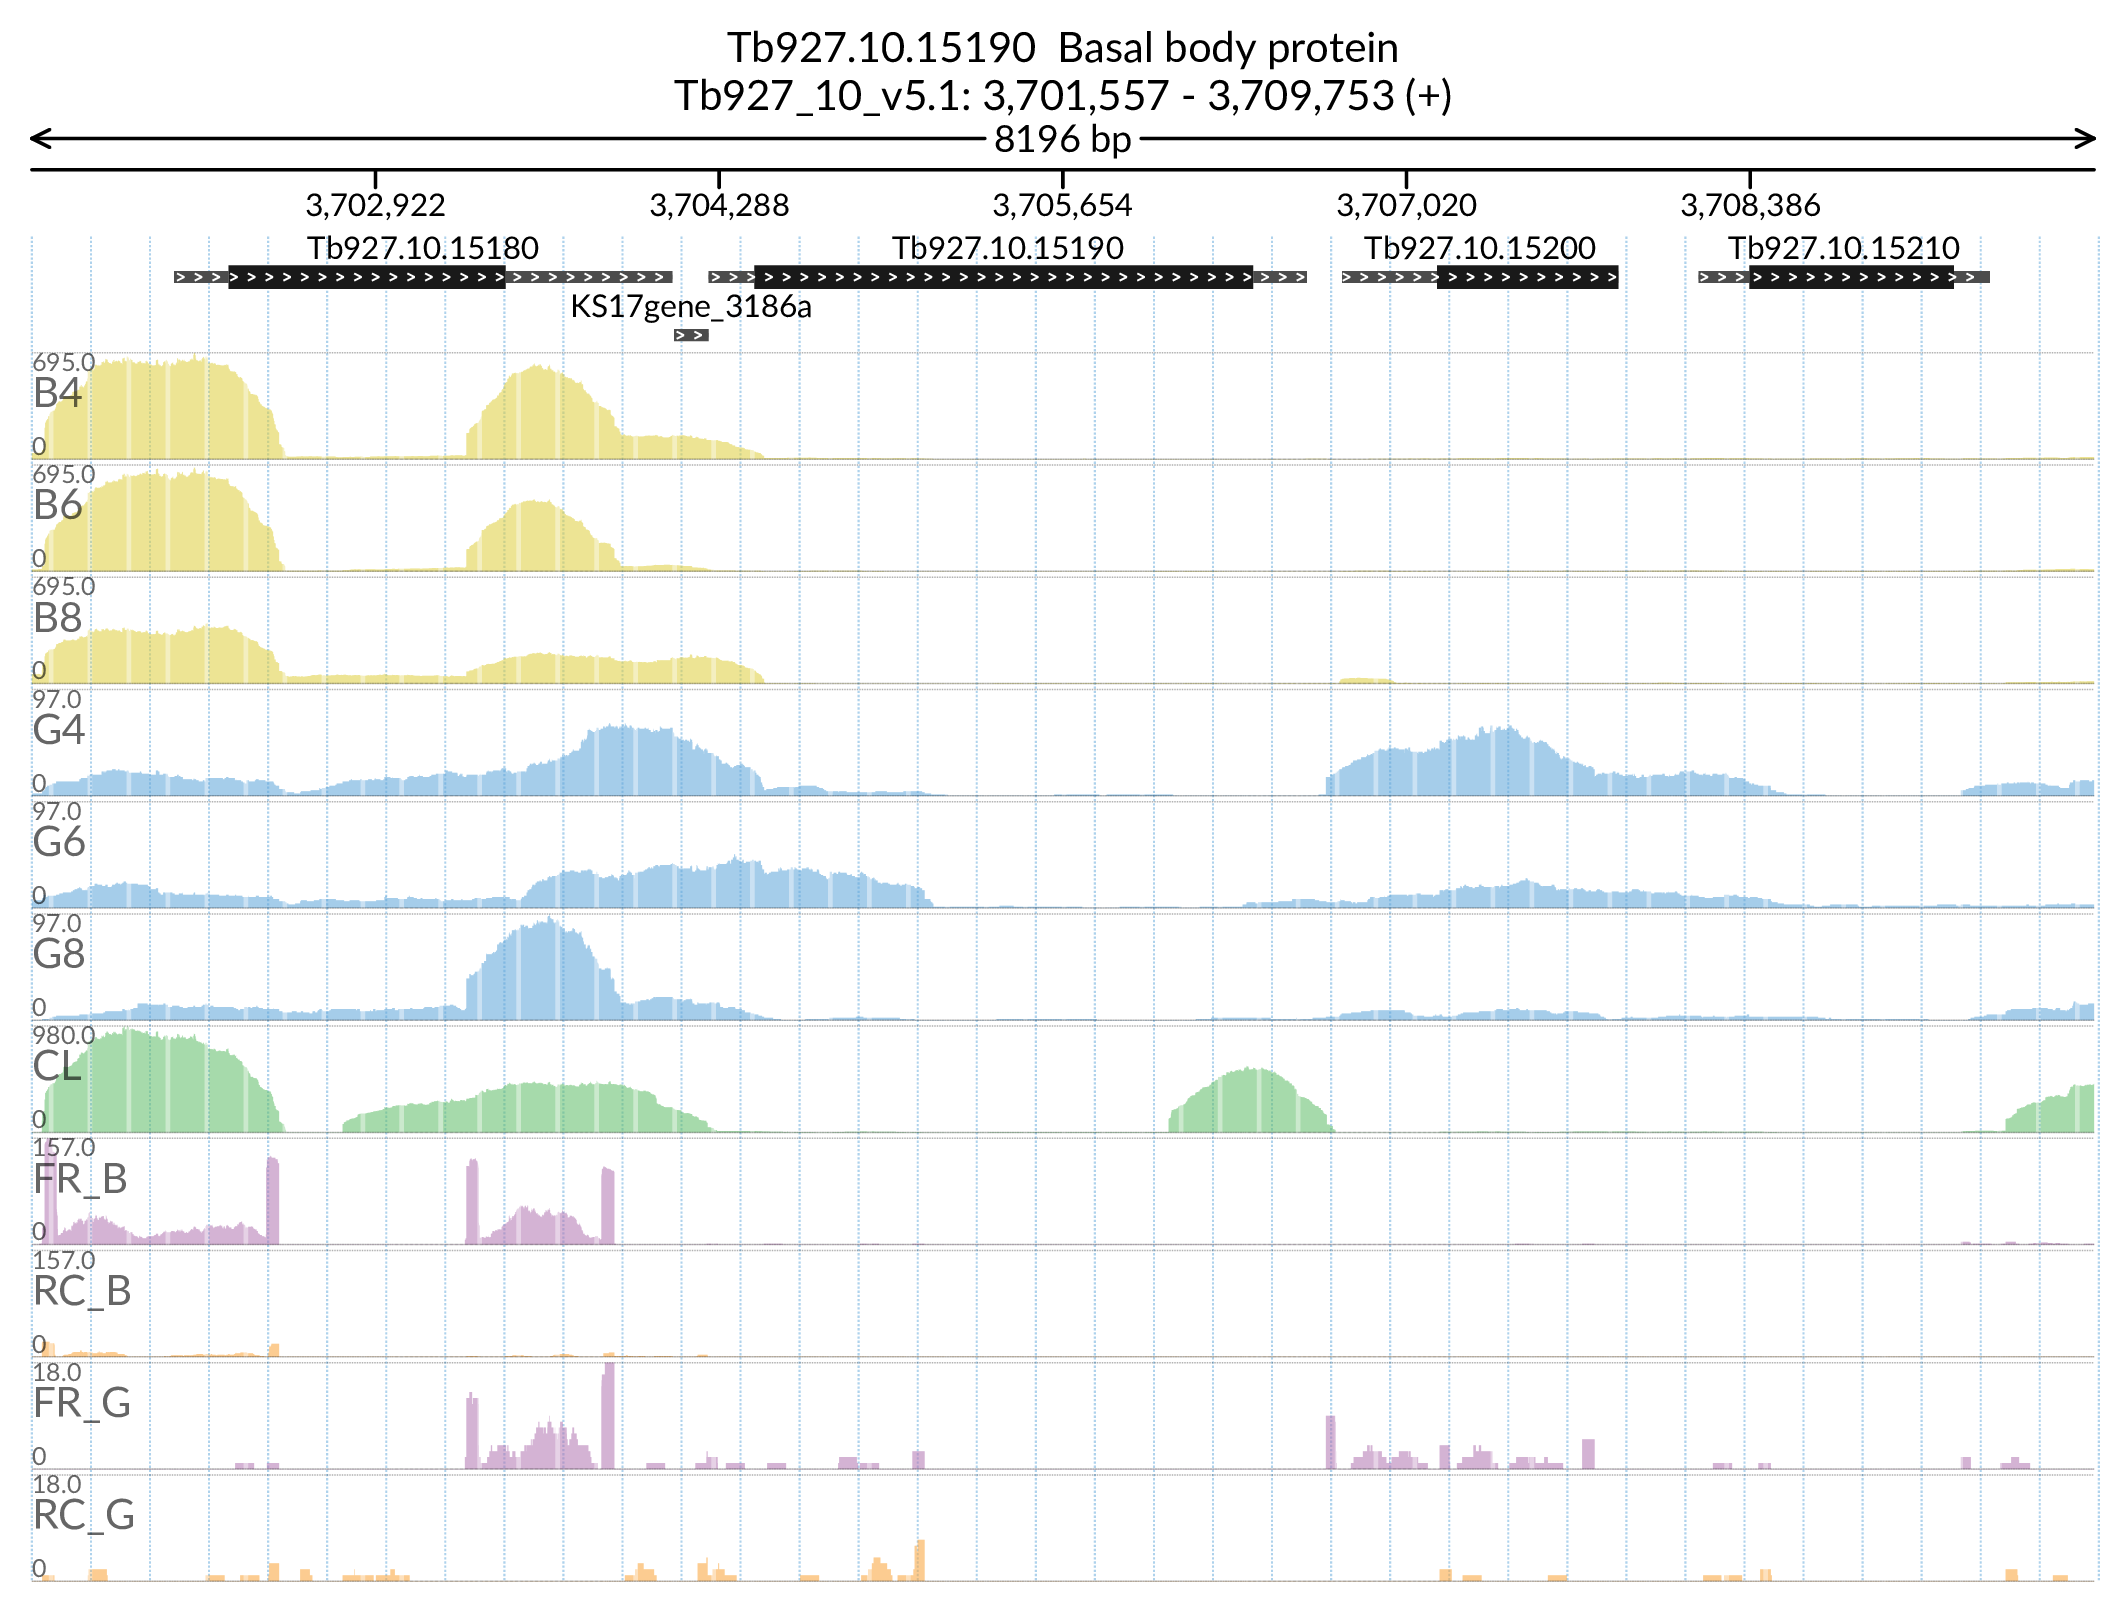 Tb927.10.15190  Basal body protein
Tb927_10_v5.1: 3,701,557 - 3,709,753 (+)
8196 bp
3,702,922 3,704,288 3,705,654 3,707,020 3,708,386
Tb927.10.15180 Tb927.10.15190 Tb927.10.15200 Tb927.10.15210
KS17gene_3186a
695.0
B4
0
695.0
B6
0
695.0
B8
0
97.0
G4
0
97.0
G6
0
97.0
G8
0
980.0
CL
0
157.0
FR_B
0
157.0
RC_B
0
18.0
FR_G
0
18.0
RC_G
0